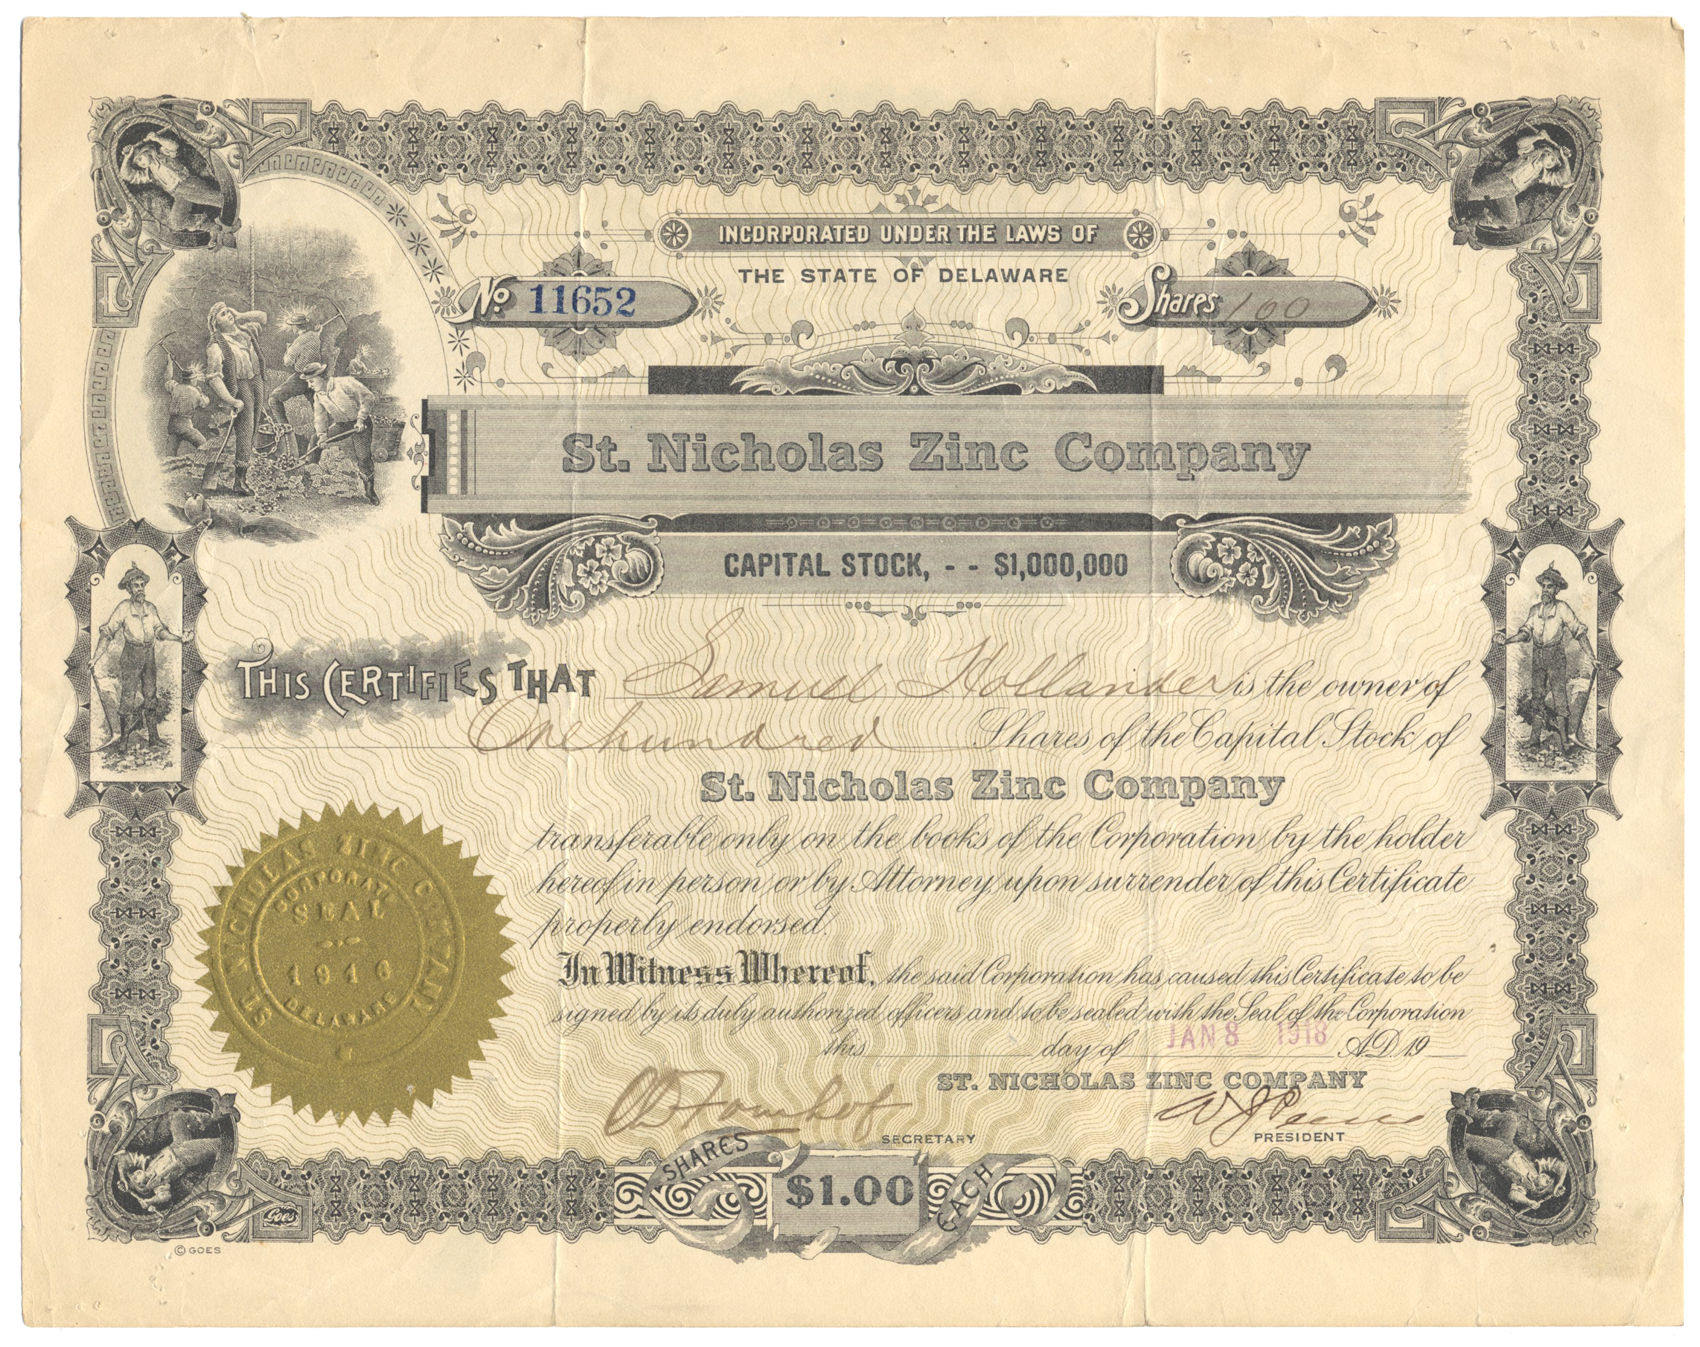 INCORPORATED UNDER THE LAWS OF
THE STATE OF DELAWARE
No 11652
Shares 100
St. Nicholas Zinc Company
CAPITAL STOCK, - - $1,000,000
THIS CERTIFIES THAT Samuel Hollander is the owner of
One hundred Shares of the Capital Stock of
St. Nicholas Zinc Company
transferable only on the books of the Corporation by the holder
hereof in person or by Attorney upon surrender of this Certificate
properly endorsed.
In Witness Whereof, the said Corporation has caused this Certificate to be
signed by its duly authorized officers and to be sealed with the Seal of the Corporation
this day of JAN 8 1918 A.D. 19
ST. NICHOLAS ZINC COMPANY
SECRETARY
PRESIDENT
ST. NICHOLAS ZINC COMPANY
CORPORATE
SEAL
1916
DELAWARE
SHARES $1.00 EACH
Goes
© GOES